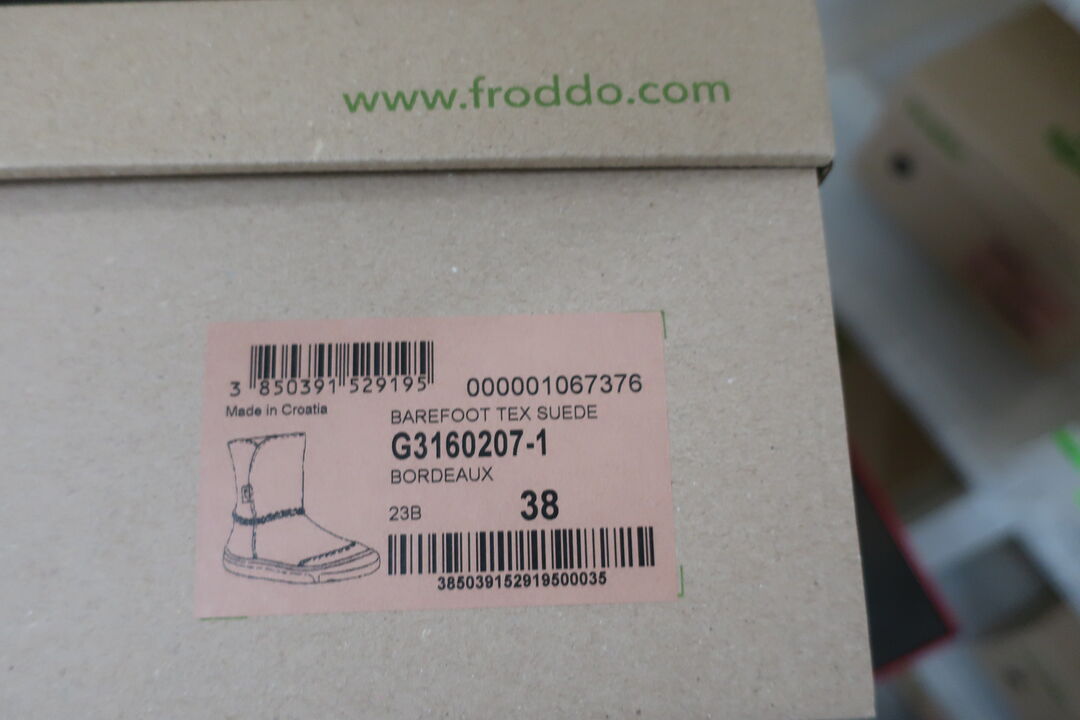 www.froddo.com
3 850391 529195
000001067376
Made in Croatia
BAREFOOT TEX SUEDE
G3160207-1
BORDEAUX
23B
38
385039152919500035